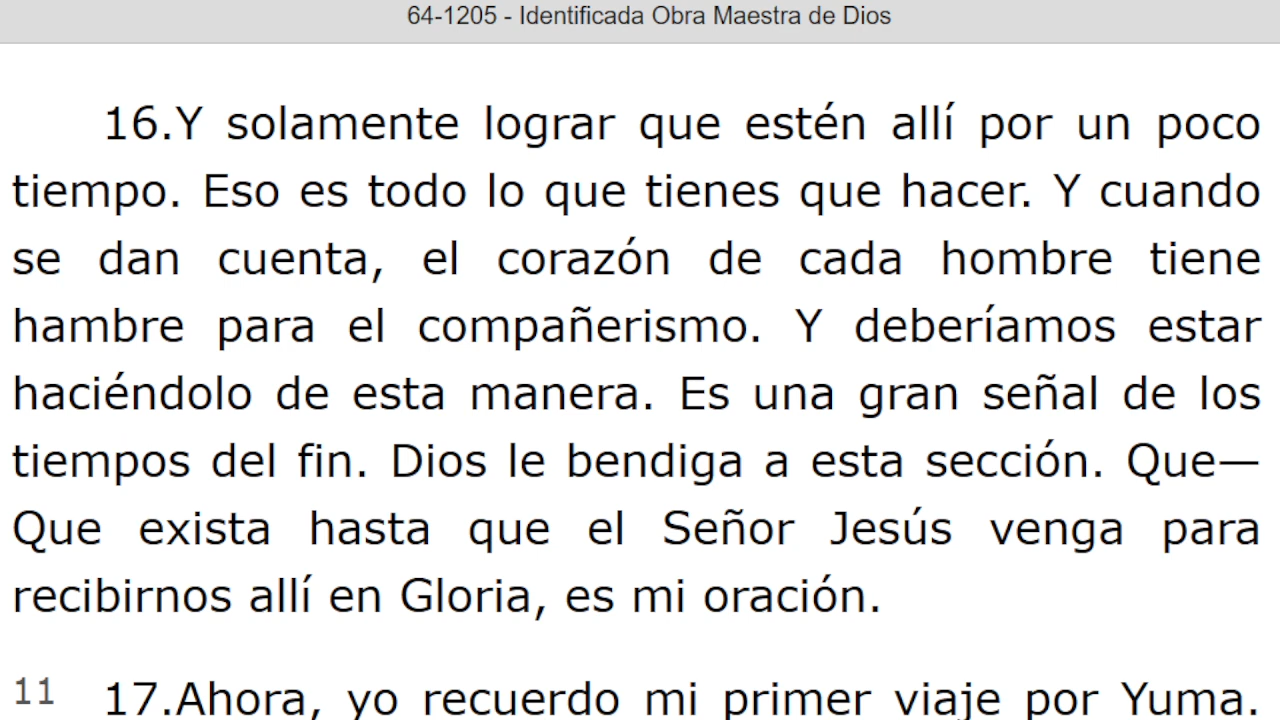 64-1205 - Identificada Obra Maestra de Dios
16.Y solamente lograr que estén allí por un poco
tiempo. Eso es todo lo que tienes que hacer. Y cuando
se dan cuenta, el corazón de cada hombre tiene
hambre para el compañerismo. Y deberíamos estar
haciéndolo de esta manera. Es una gran señal de los
tiempos del fin. Dios le bendiga a esta sección. Que—
Que exista hasta que el Señor Jesús venga para
recibirnos allí en Gloria, es mi oración.
11 17.Ahora, yo recuerdo mi primer viaje por Yuma.